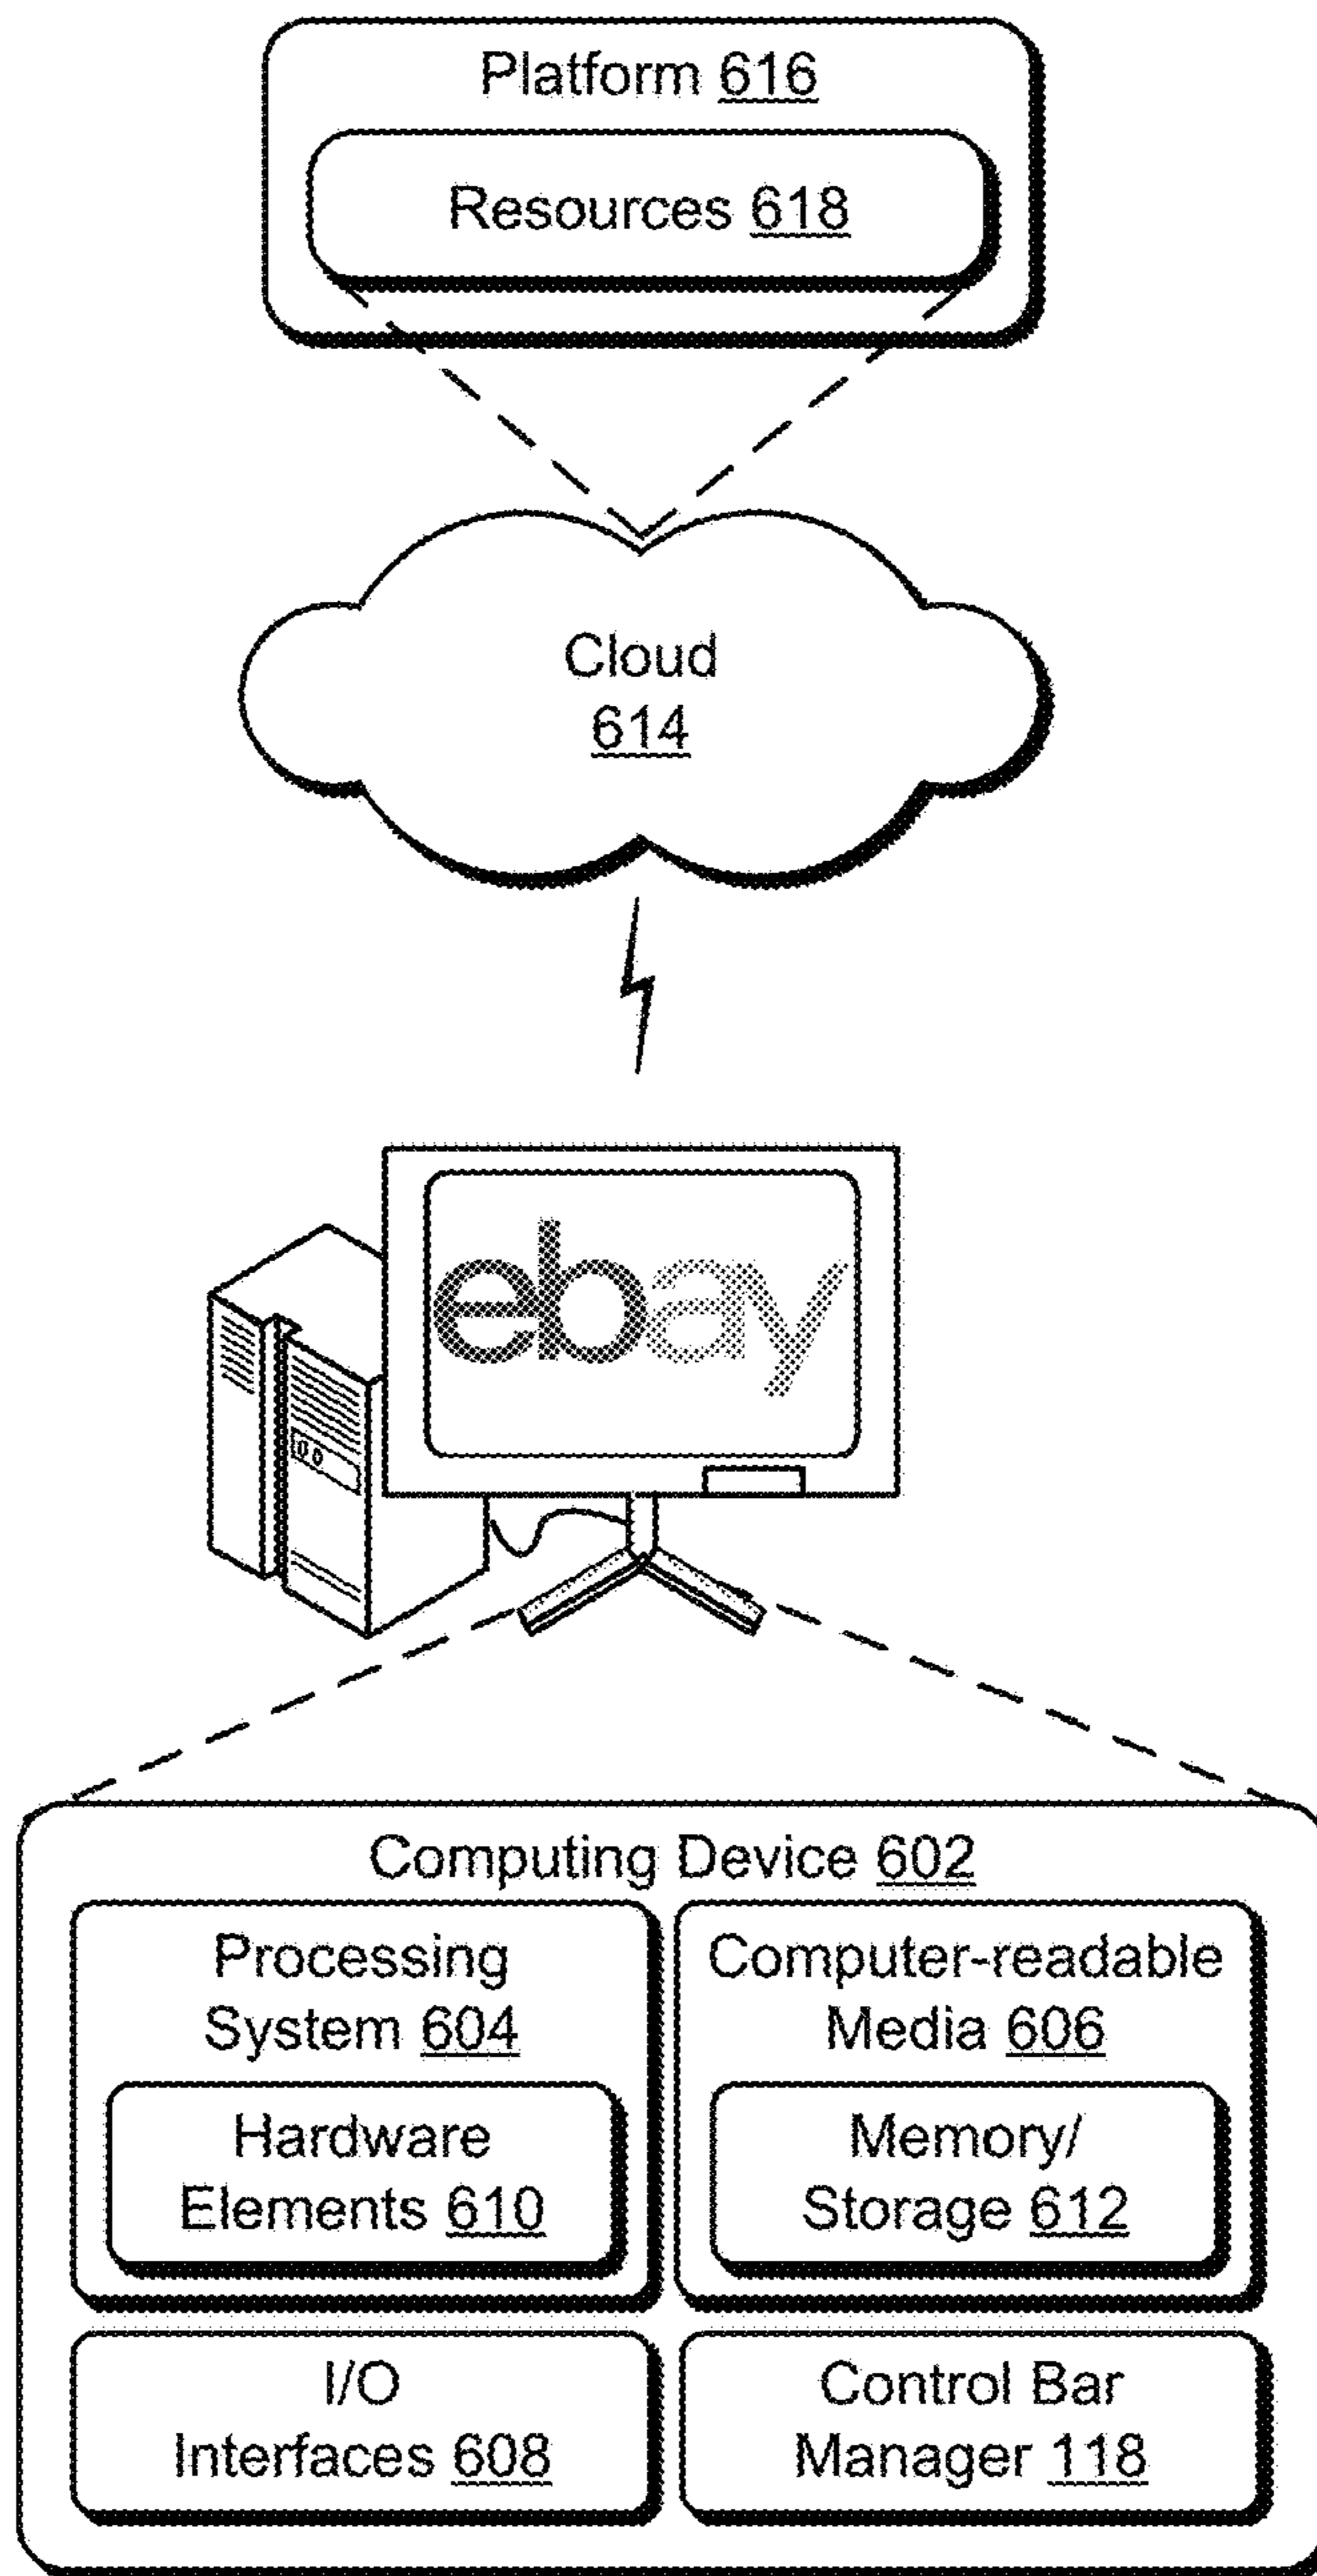 Platform 616
Resources 618
Cloud
614
ebay
Computing Device 602
Processing
System 604
Hardware
Elements 610
Computer-readable
Media 606
Memory/
Storage 612
I/O
Interfaces 608
Control Bar
Manager 118